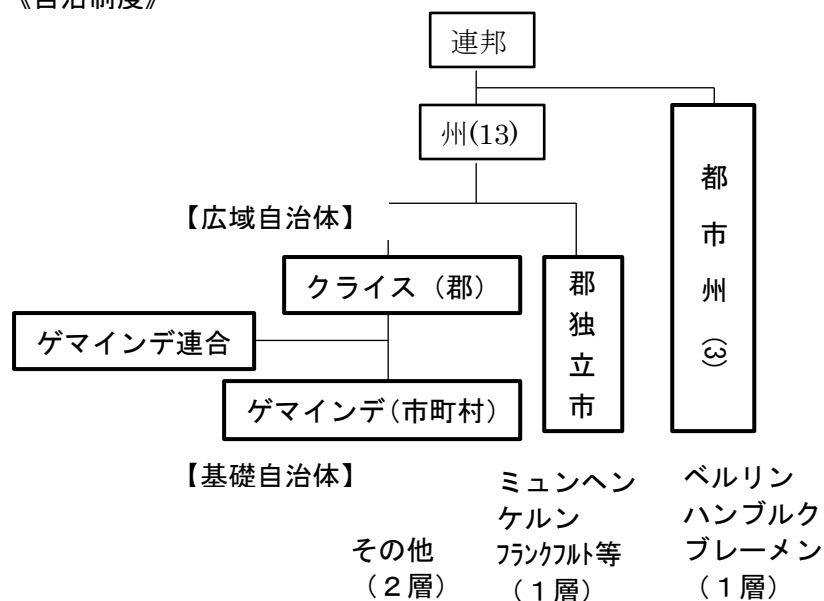 《自治制度》
連邦
州(13)
【広域自治体】
クライス（郡）
郡独立市
都市州(3)
ゲマインデ連合
ゲマインデ(市町村)
【基礎自治体】
ミュンヘン
ケルン
フランクフルト等
（１層）
ベルリン
ハンブルク
ブレーメン
（１層）
その他
（２層）